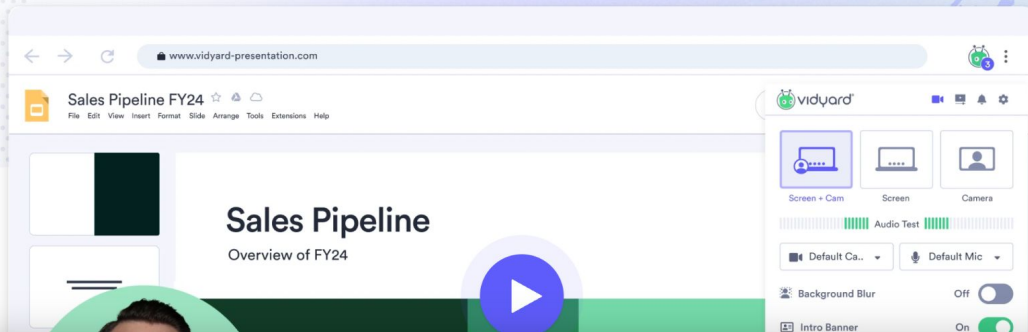 www.vidyard-presentation.com
3
Sales Pipeline FY24
File Edit View Insert Format Slide Arrange Tools Extensions Help
vidyard
Screen + Cam Screen Camera
Audio Test
Default Ca.. Default Mic
Sales Pipeline
Overview of FY24
Background Blur Off
Intro Banner On